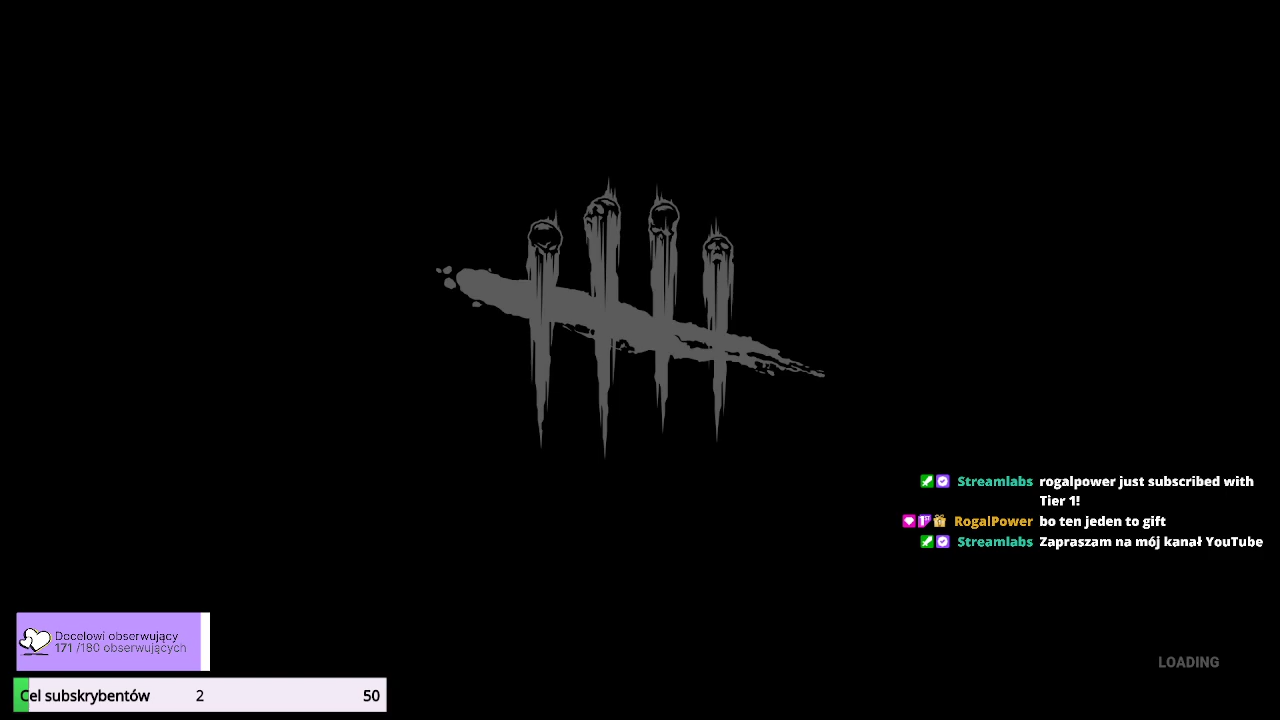 Streamlabs rogalpower just subscribed with
Tier 1!
RogalPower bo ten jeden to gift
Streamlabs Zapraszam na mój kanał YouTube
Docelowi obserwujący
171 /180 obserwujących
LOADING
Cel subskrybentów 2 50